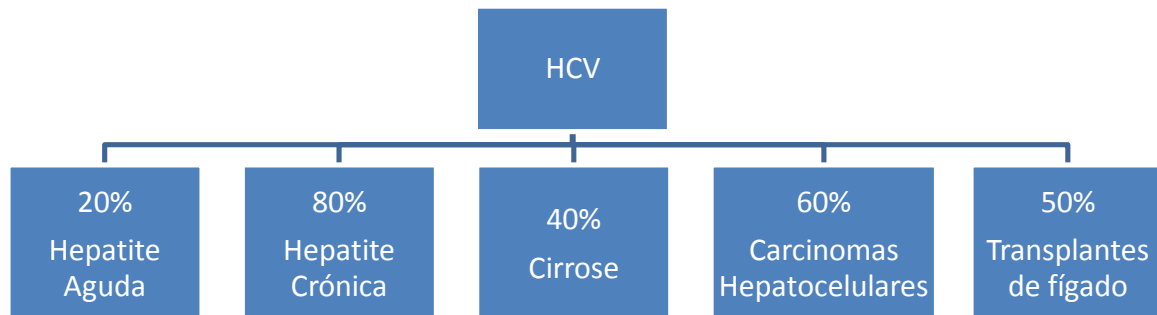 HCV
20%
Hepatite
Aguda
80%
Hepatite
Crónica
40%
Cirrose
60%
Carcinomas
Hepatocelulares
50%
Transplantes
de fígado